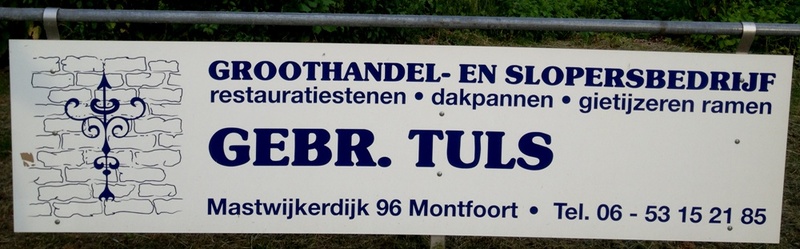 GROOTHANDEL- EN SLOPERSBEDRIJF
restauratiestenen • dakpannen • gietijzeren ramen
GEBR. TULS
Mastwijkerdijk 96 Montfoort • Tel. 06 - 53 15 21 85